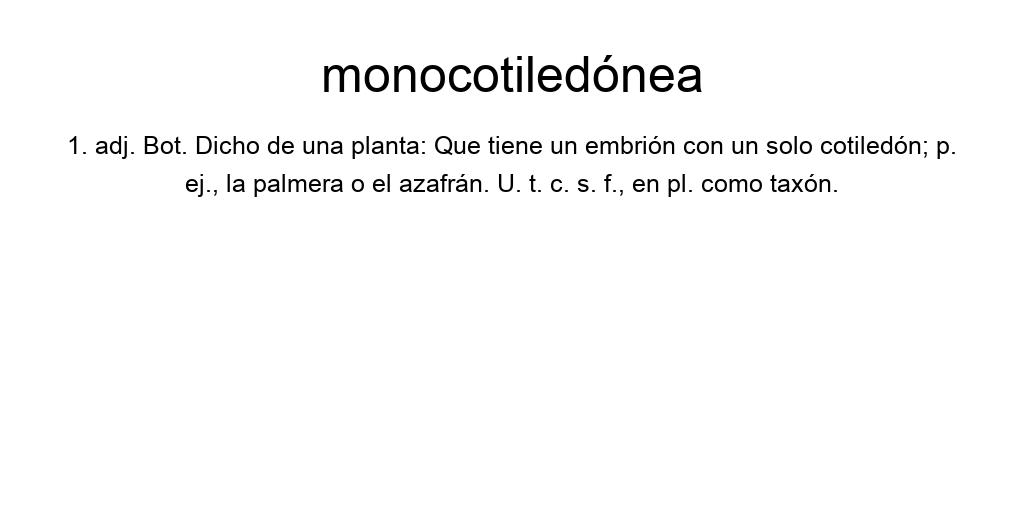 monocotiledónea
1. adj. Bot. Dicho de una planta: Que tiene un embrión con un solo cotiledón; p.
ej., la palmera o el azafrán. U. t. c. s. f., en pl. como taxón.